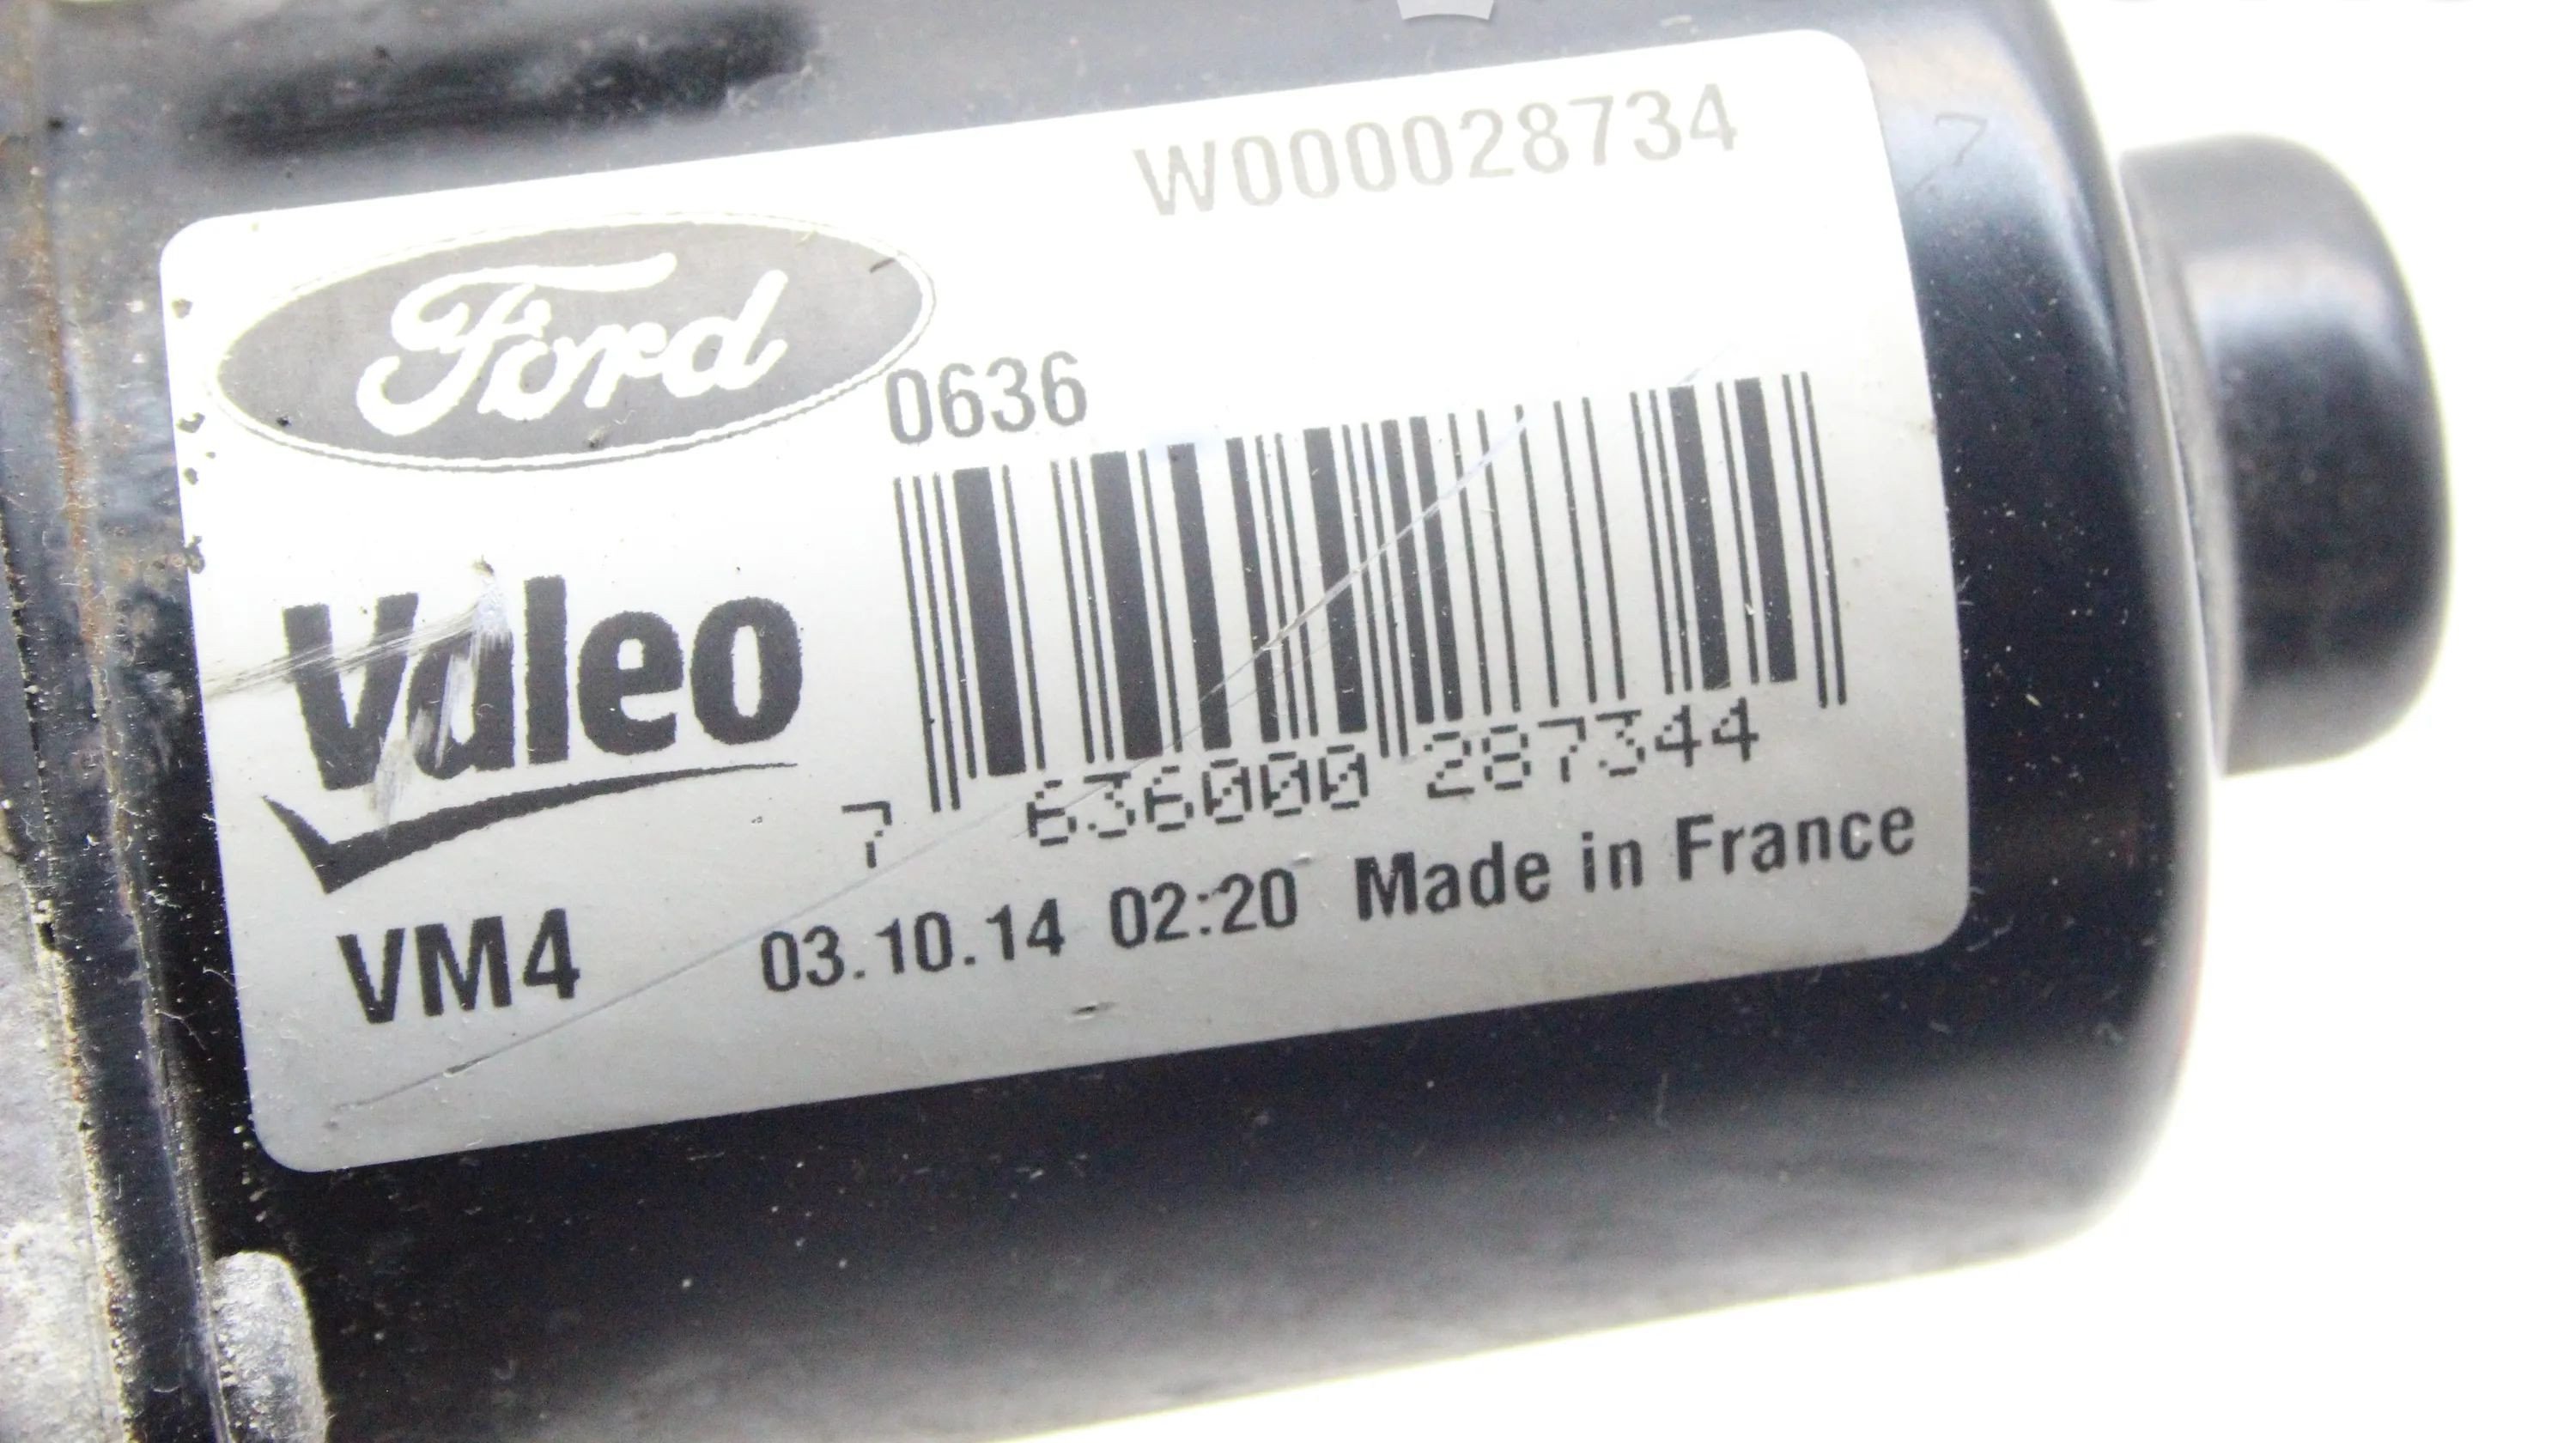 W000028734
Ford
0636
Valeo
7 636000 287344
VM4 03.10.14 02:20 Made in France